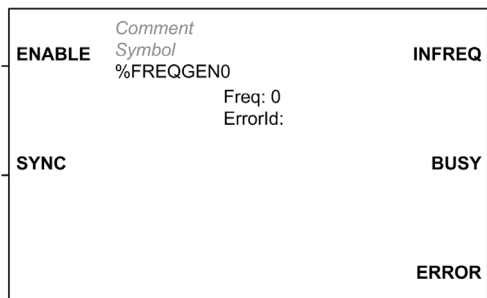 Comment
ENABLE Symbol INFREQ
%FREQGEN0
Freq: 0
ErrorId:
SYNC BUSY
ERROR